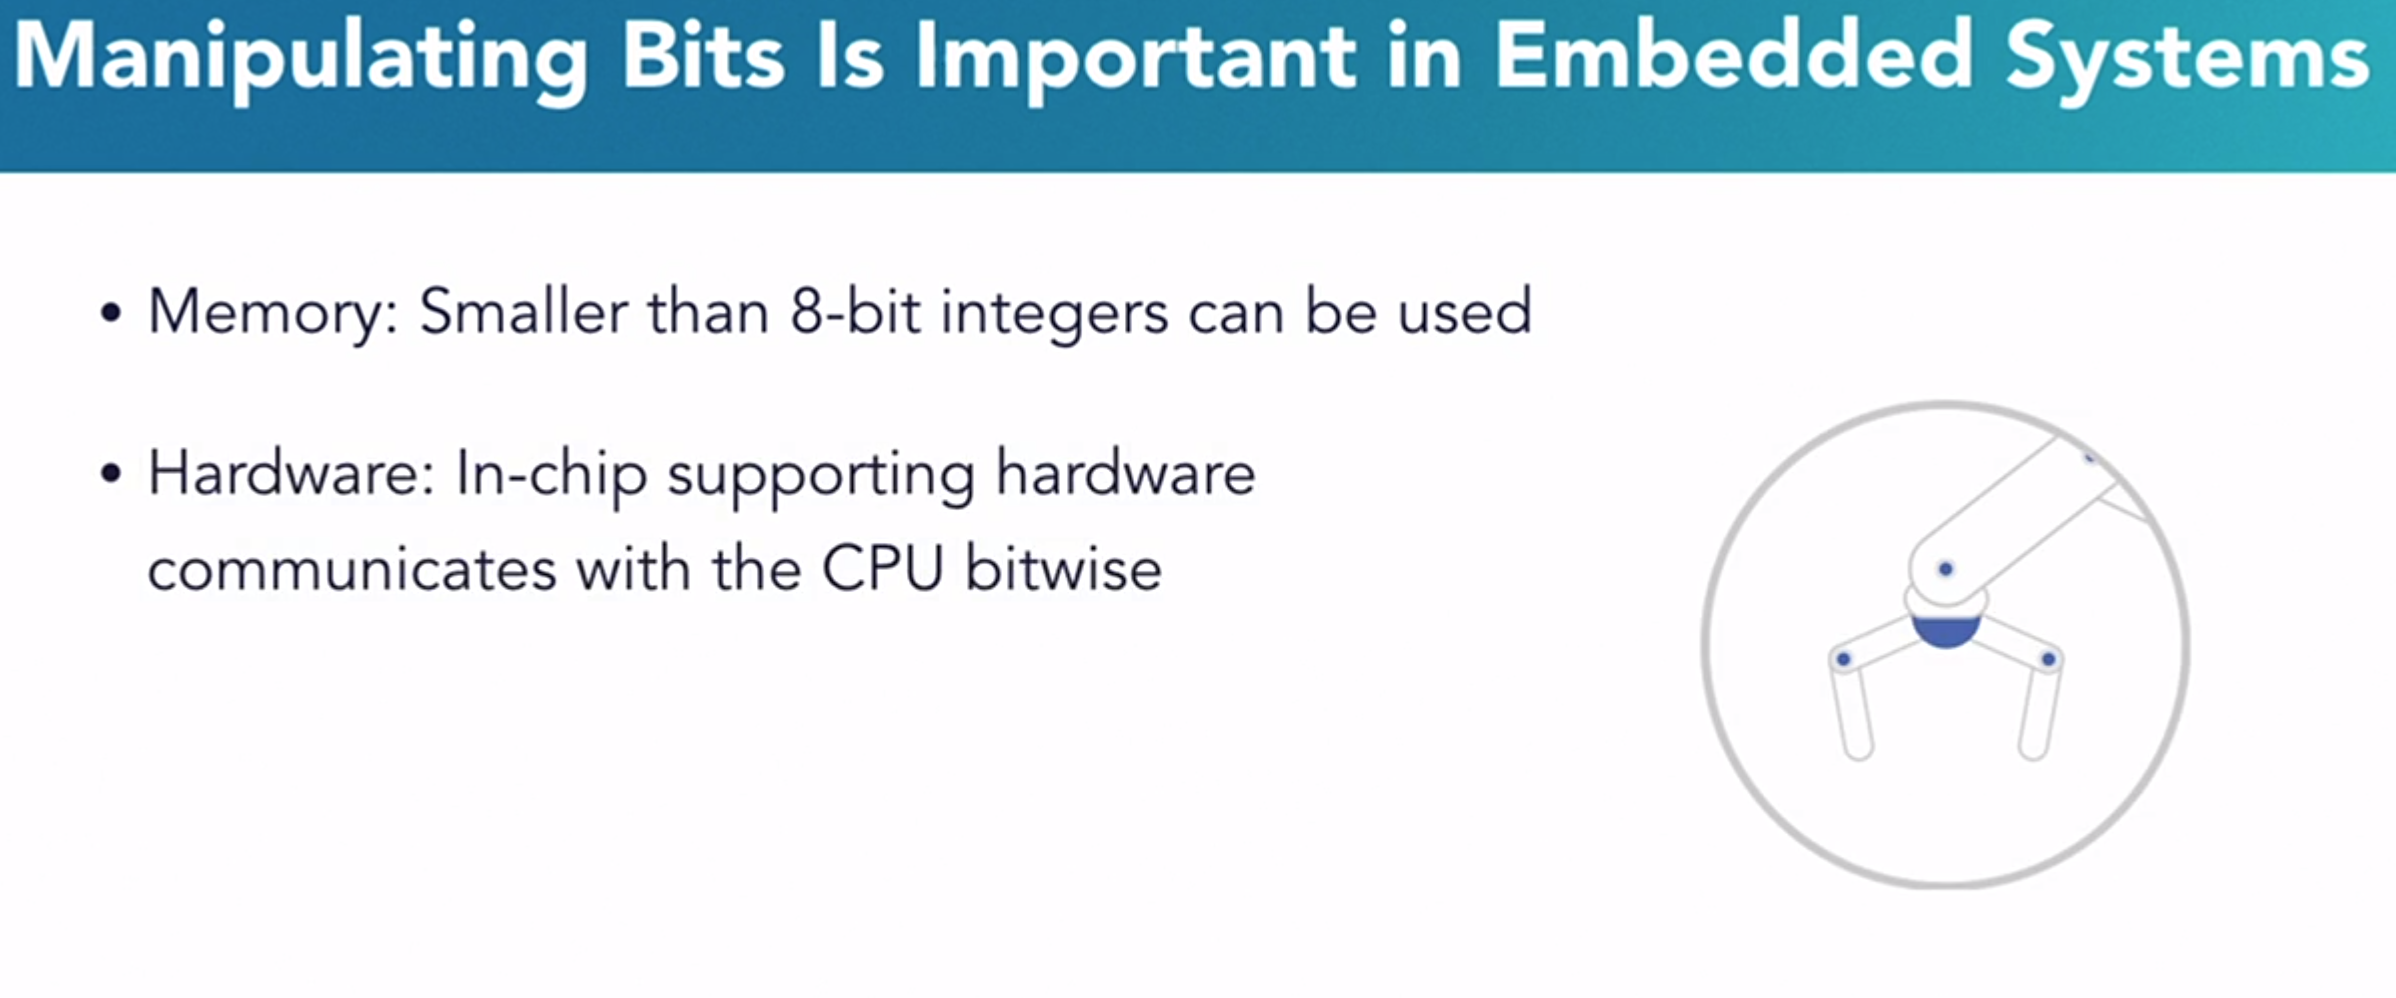 Manipulating Bits Is Important in Embedded Systems
• Memory: Smaller than 8-bit integers can be used
• Hardware: In-chip supporting hardware
communicates with the CPU bitwise